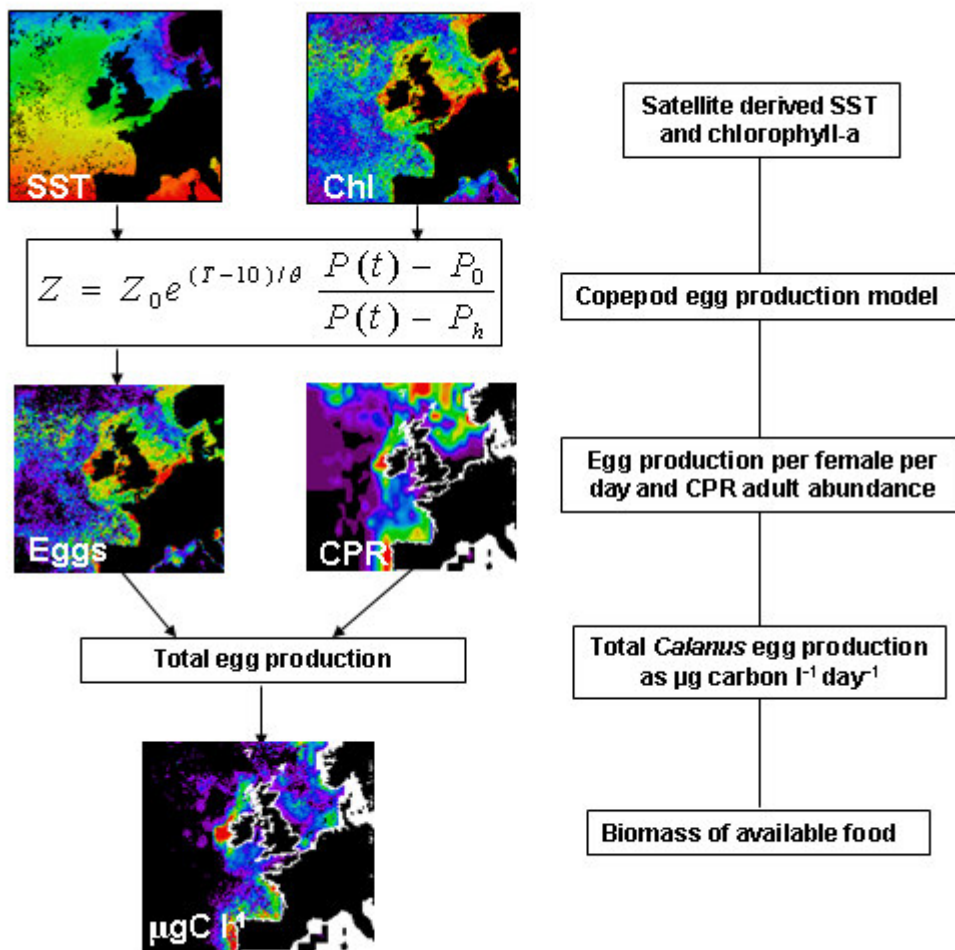 SST
Chl
Satellite derived SST
and chlorophyll-a
Z = Z₀e^(T−10)/θ (P(t) − P₀)/(P(t) − Pₕ)
Copepod egg production model
Eggs
CPR
Egg production per female per
day and CPR adult abundance
Total egg production
Total Calanus egg production
as µg carbon l⁻¹ day⁻¹
µgC l⁻¹
Biomass of available food